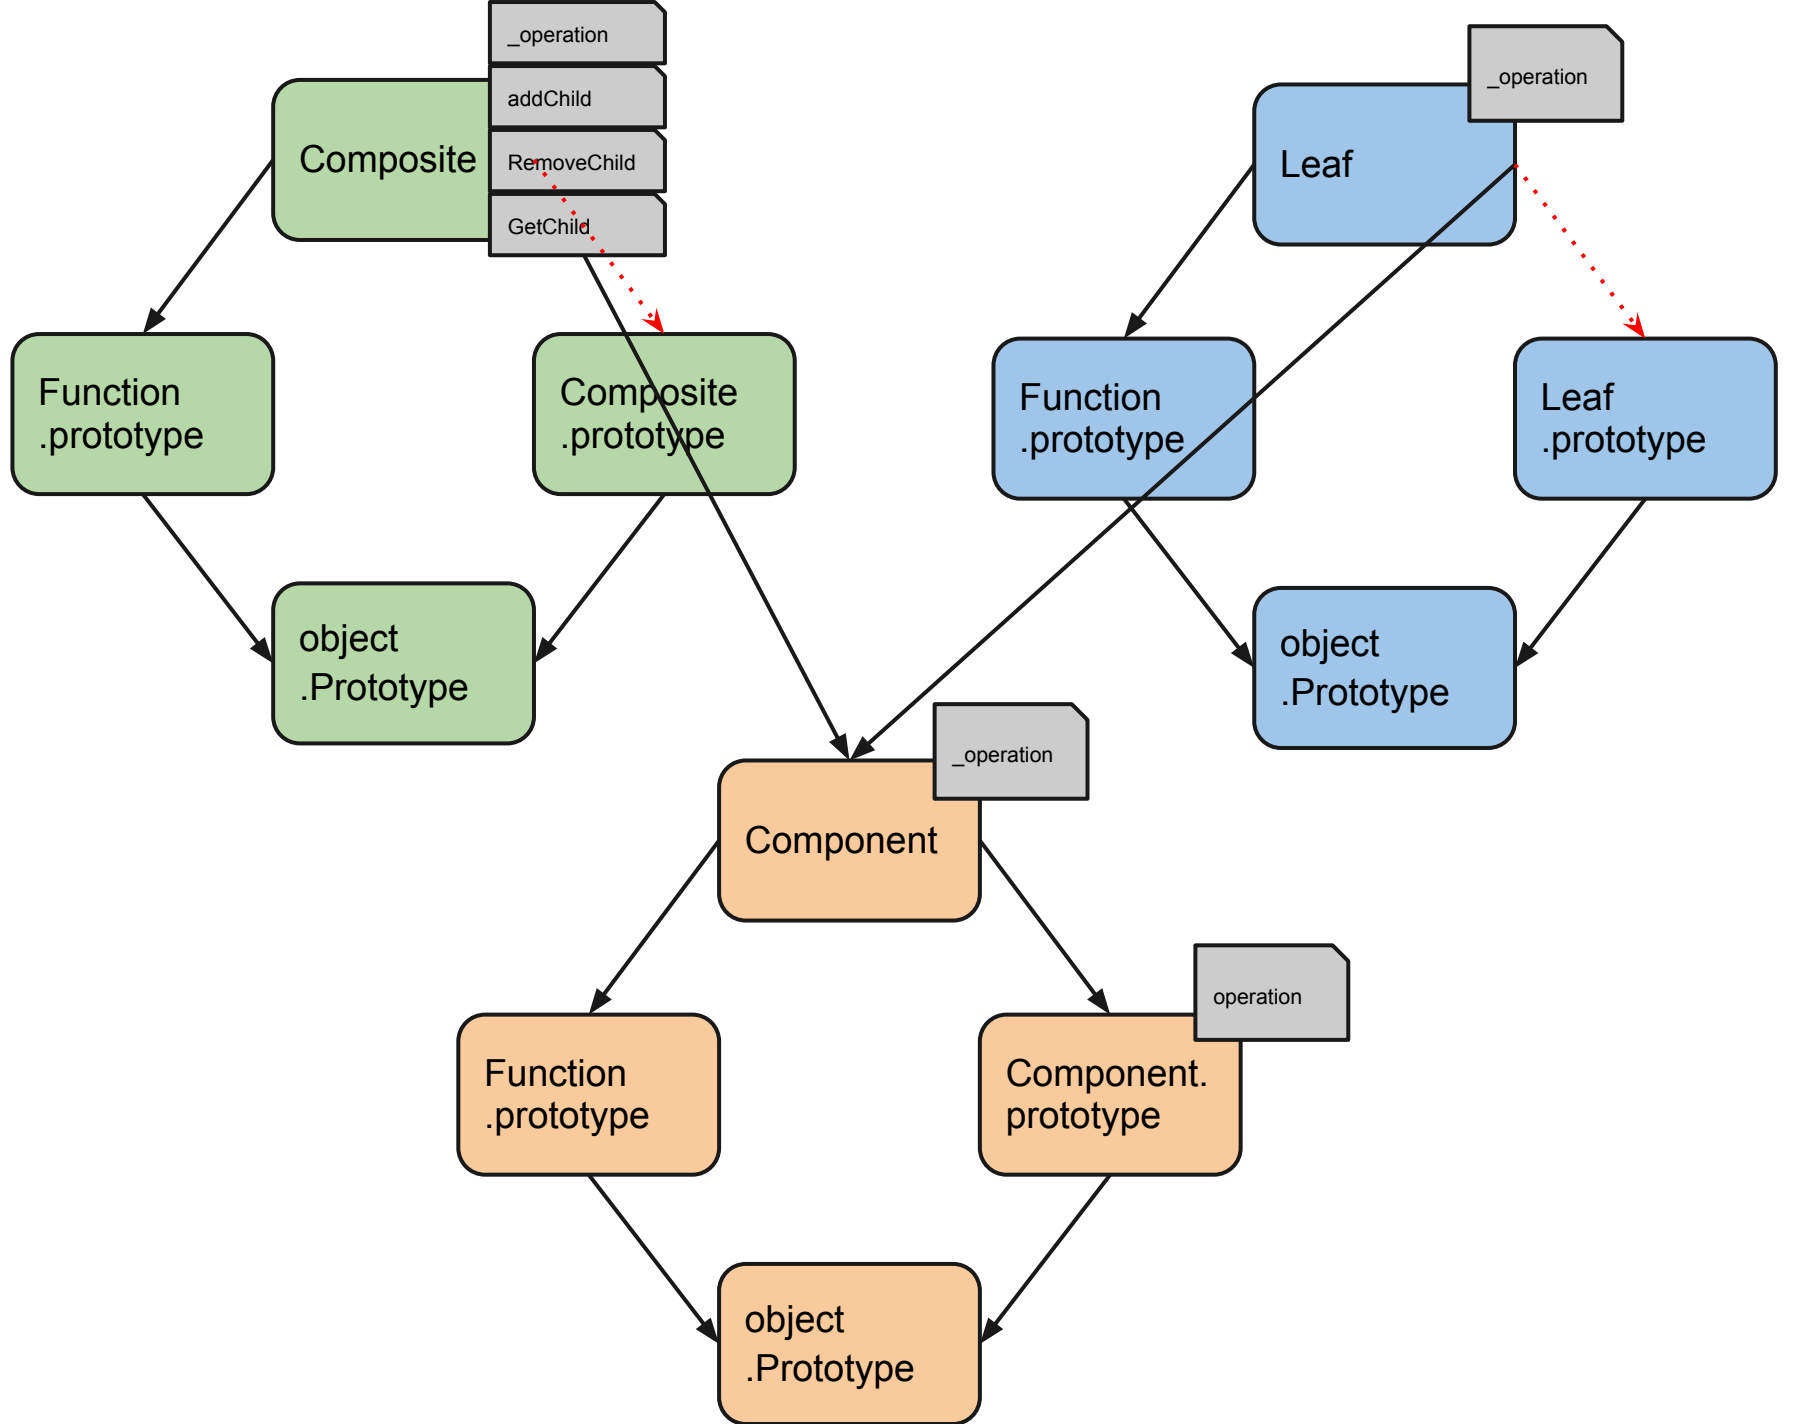 _operation
addChild
Composite
RemoveChild
GetChild
_operation
Leaf
Function
.prototype
Composite
.prototype
Function
.prototype
Leaf
.prototype
object
.Prototype
object
.Prototype
_operation
Component
operation
Function
.prototype
Component.
prototype
object
.Prototype